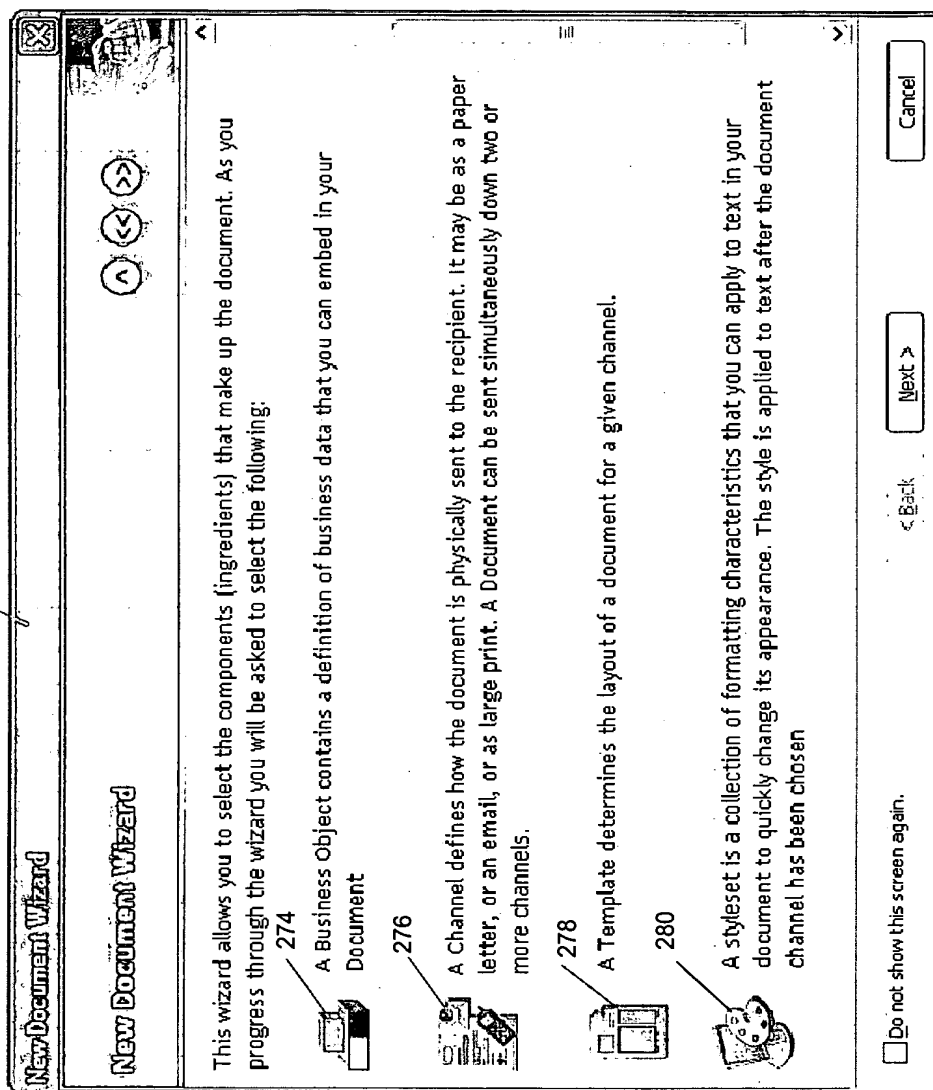 New Document Wizard
New Document Wizard
This wizard allows you to select the components (ingredients) that make up the document. As you
progress through the wizard you will be asked to select the following:
274
A Business Object contains a definition of business data that you can embed in your
Document
276
A Channel defines how the document is physically sent to the recipient. It may be as a paper
letter, or an email, or as large print. A Document can be sent simultaneously down two or
more channels.
278
A Template determines the layout of a document for a given channel.
280
A styleset is a collection of formatting characteristics that you can apply to text in your
document to quickly change its appearance. The style is applied to text after the document
channel has been chosen
Do not show this screen again.
< Back
Next >
Cancel